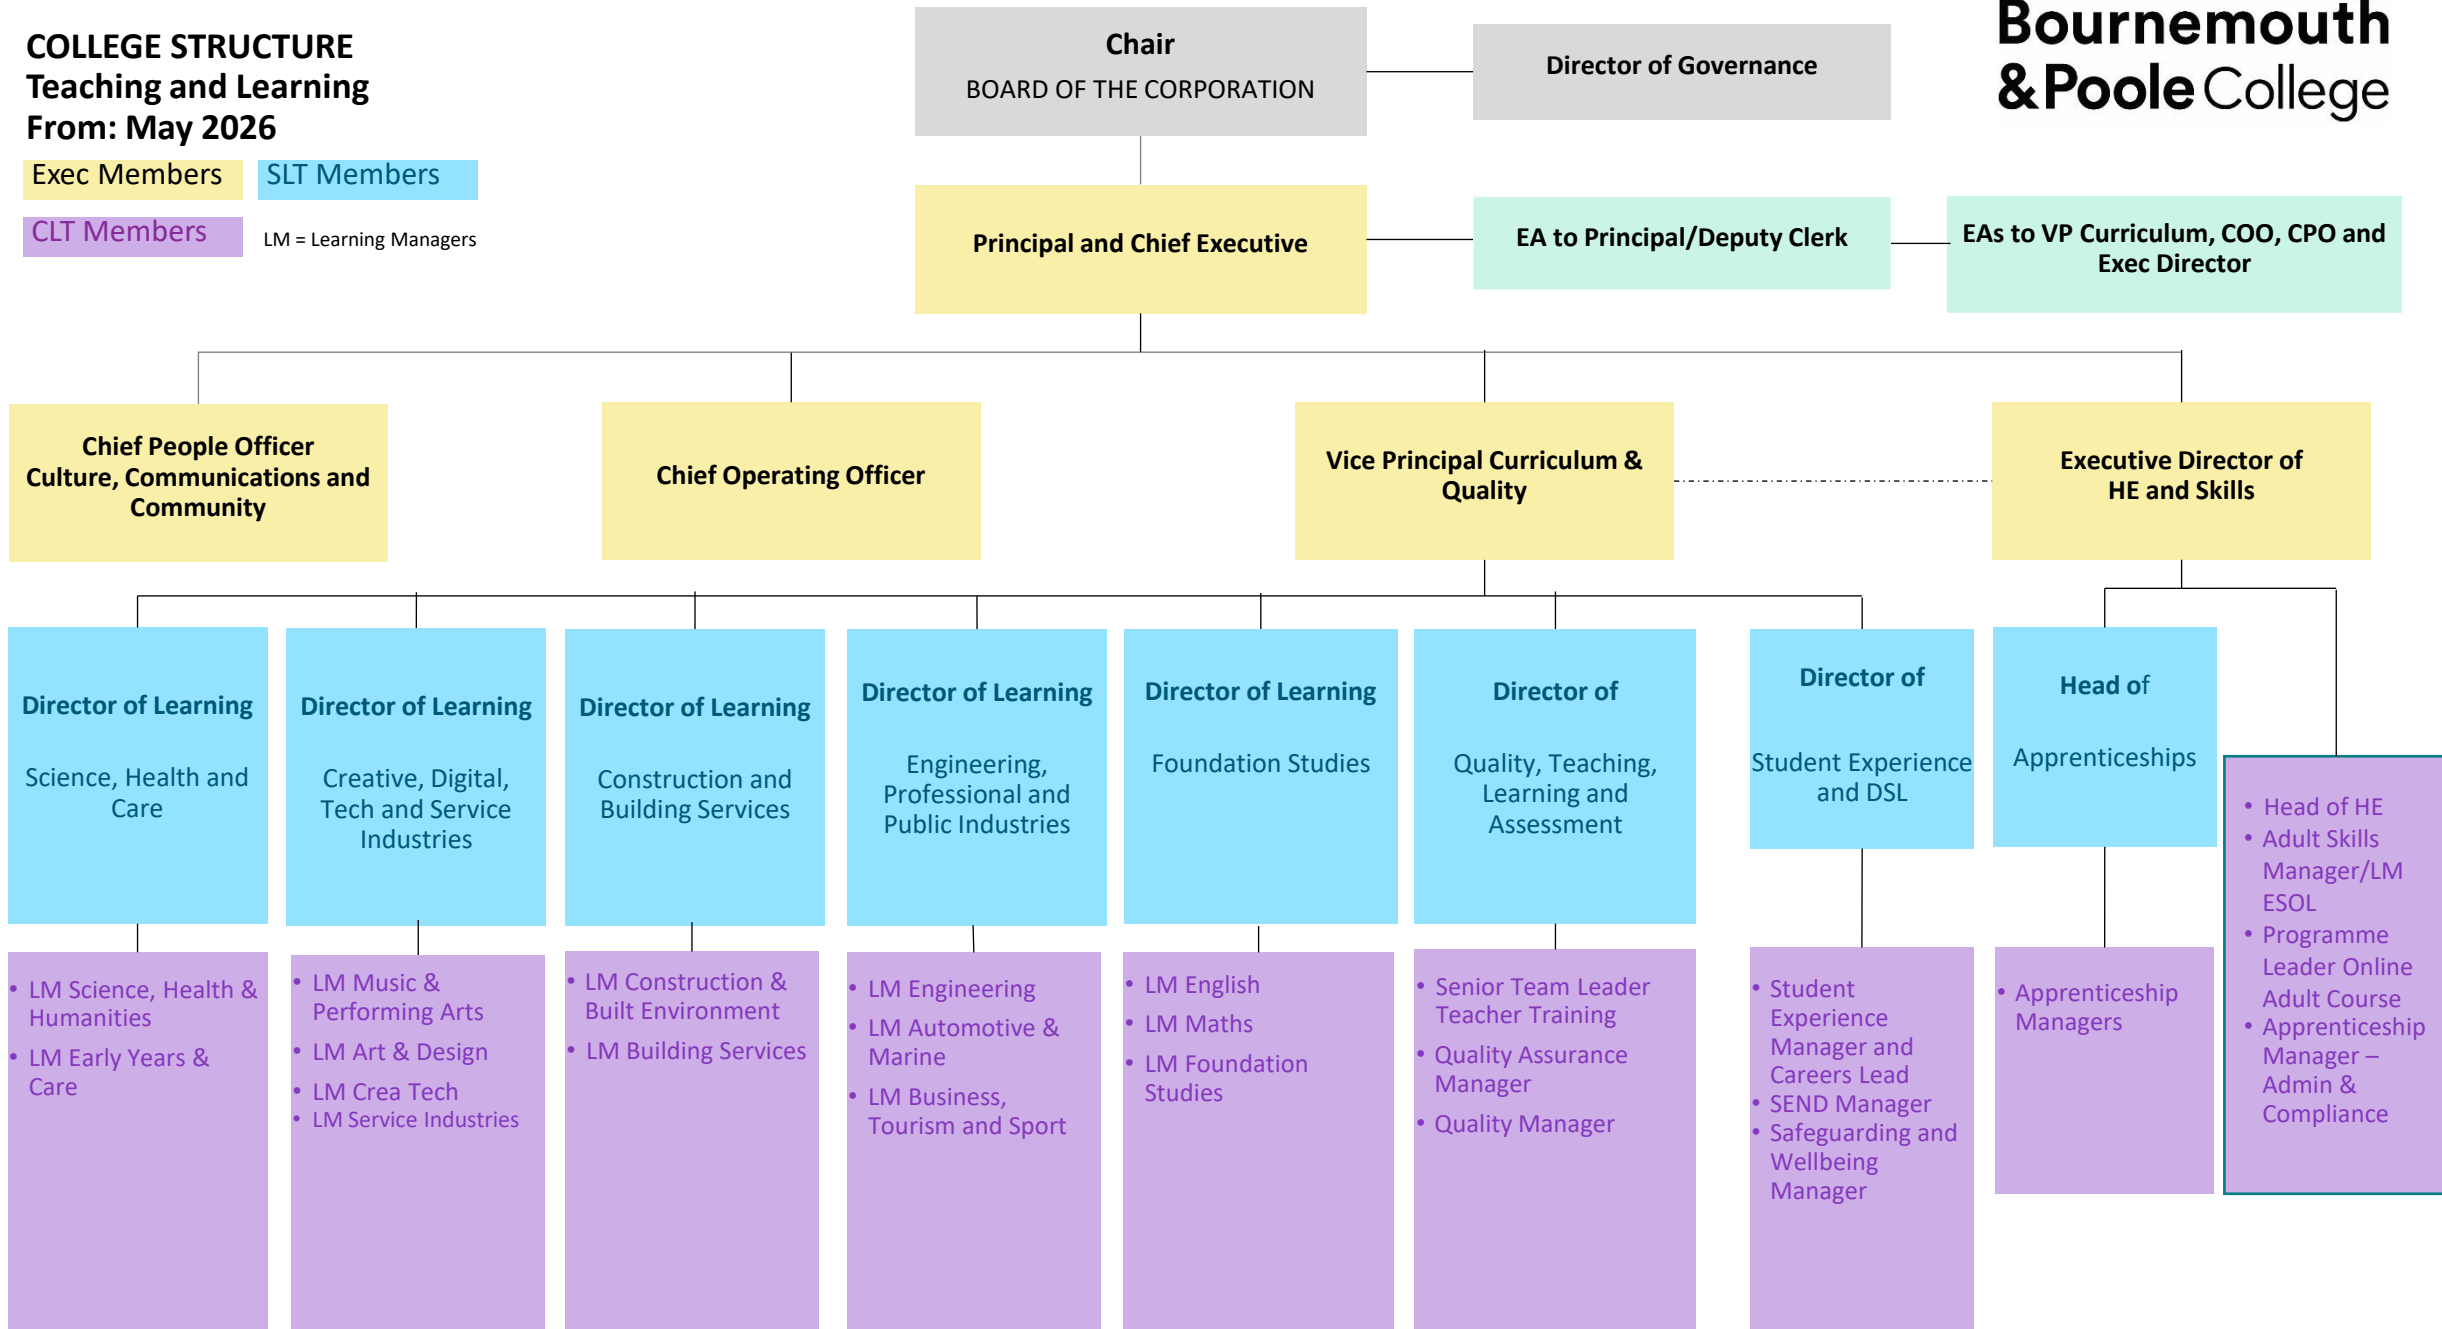 COLLEGE STRUCTURE
Teaching and Learning
From: May 2026
Exec Members
SLT Members
CLT Members
LM = Learning Managers
Chair
BOARD OF THE CORPORATION
Director of Governance
Bournemouth
&Poole College
Principal and Chief Executive
EA to Principal/Deputy Clerk
EAs to VP Curriculum, COO, CPO and
Exec Director
Chief People Officer
Culture, Communications and
Community
Chief Operating Officer
Vice Principal Curriculum &
Quality
Executive Director of
HE and Skills
Director of Learning
Science, Health and
Care
Director of Learning
Creative, Digital,
Tech and Service
Industries
Director of Learning
Construction and
Building Services
Director of Learning
Engineering,
Professional and
Public Industries
Director of Learning
Foundation Studies
Director of
Quality, Teaching,
Learning and
Assessment
Director of
Student Experience
and DSL
Head of
Apprenticeships
• Head of HE
• Adult Skills
Manager/LM
ESOL
• Programme
Leader Online
Adult Course
• Apprenticeship
Manager –
Admin &
Compliance
• LM Science, Health &
Humanities
• LM Early Years &
Care
• LM Music &
Performing Arts
• LM Art & Design
• LM Crea Tech
• LM Service Industries
• LM Construction &
Built Environment
• LM Building Services
• LM Engineering
• LM Automotive &
Marine
• LM Business,
Tourism and Sport
• LM English
• LM Maths
• LM Foundation
Studies
• Senior Team Leader
Teacher Training
• Quality Assurance
Manager
• Quality Manager
• Student
Experience
Manager and
Careers Lead
• SEND Manager
• Safeguarding and
Wellbeing
Manager
• Apprenticeship
Managers